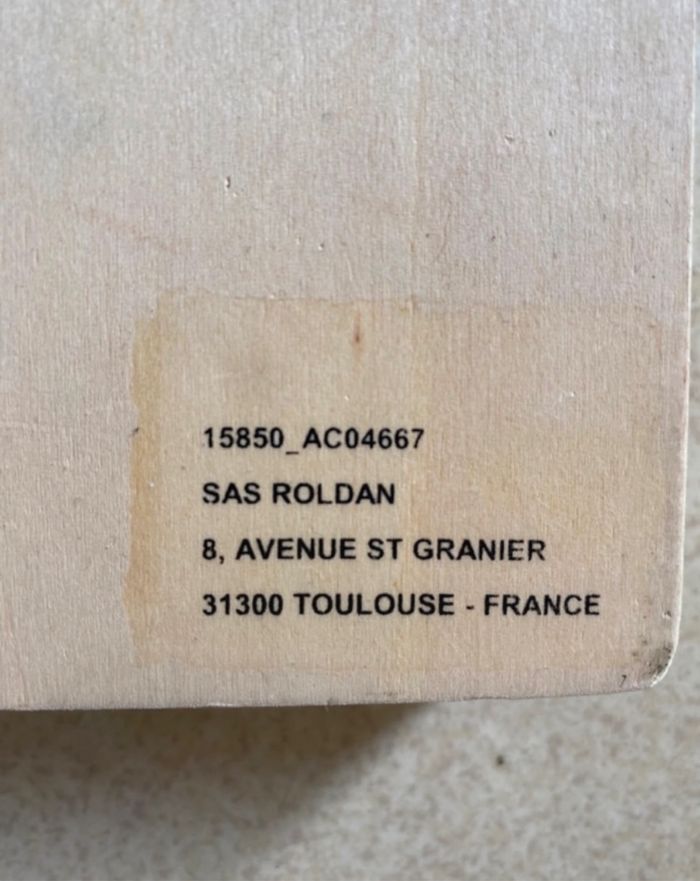 15850_AC04667
SAS ROLDAN
8, AVENUE ST GRANIER
31300 TOULOUSE - FRANCE